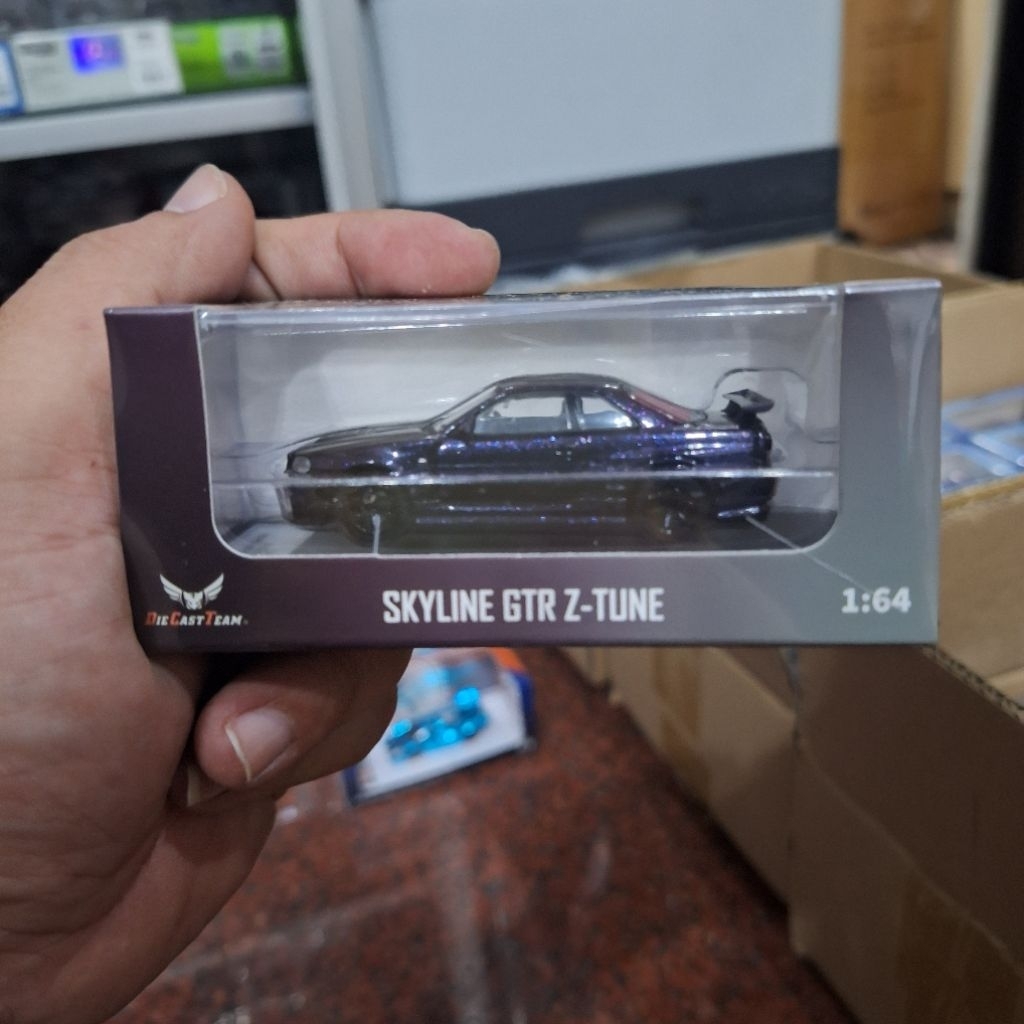 DIECASTTEAM
SKYLINE GTR Z-TUNE
1:64